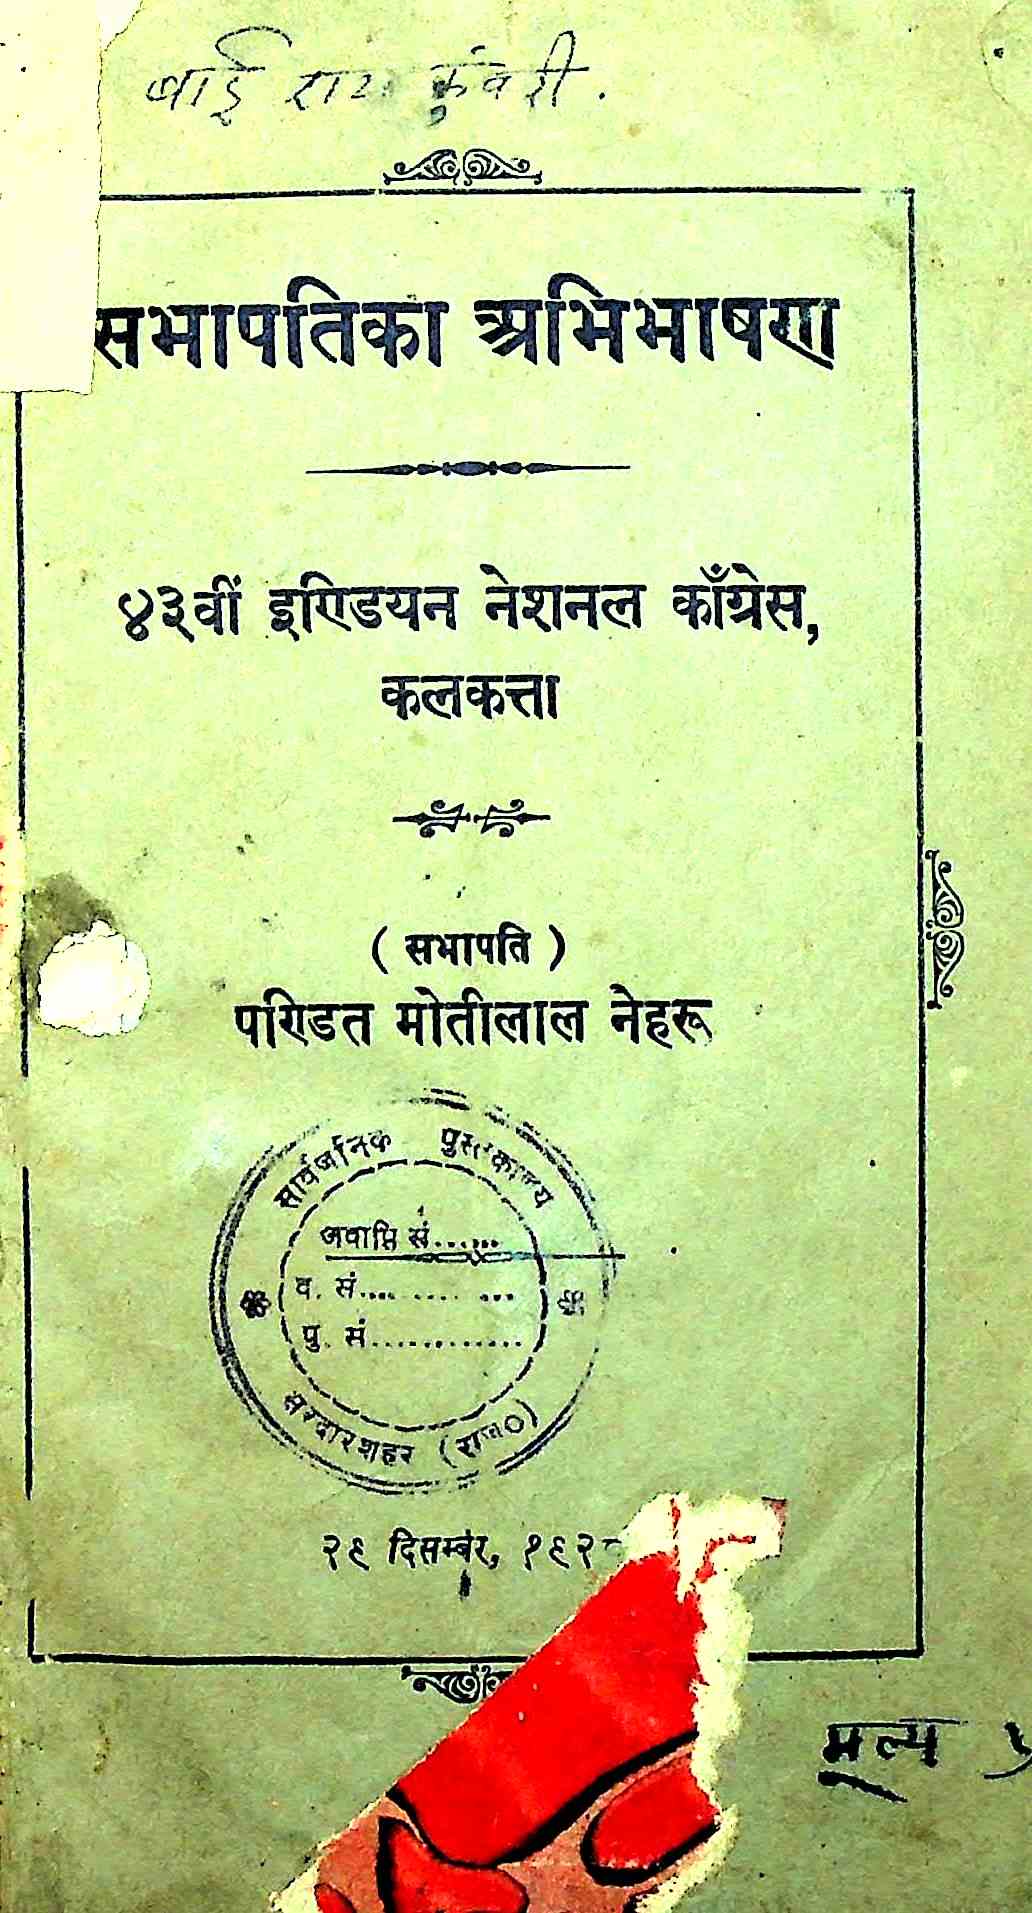 बाई राय कुंवरी.
सभापतिका अभिभाषण
४३वीं इण्डियन नेशनल काँग्रेस,
कलकत्ता
( सभापति )
पण्डित मोतीलाल नेहरू
सार्वजनिक पुस्तकालय
अवाप्ति सं......
व. सं............
पु. सं............
सरदारशहर (राज०)
२९ दिसम्बर,
मूल्य